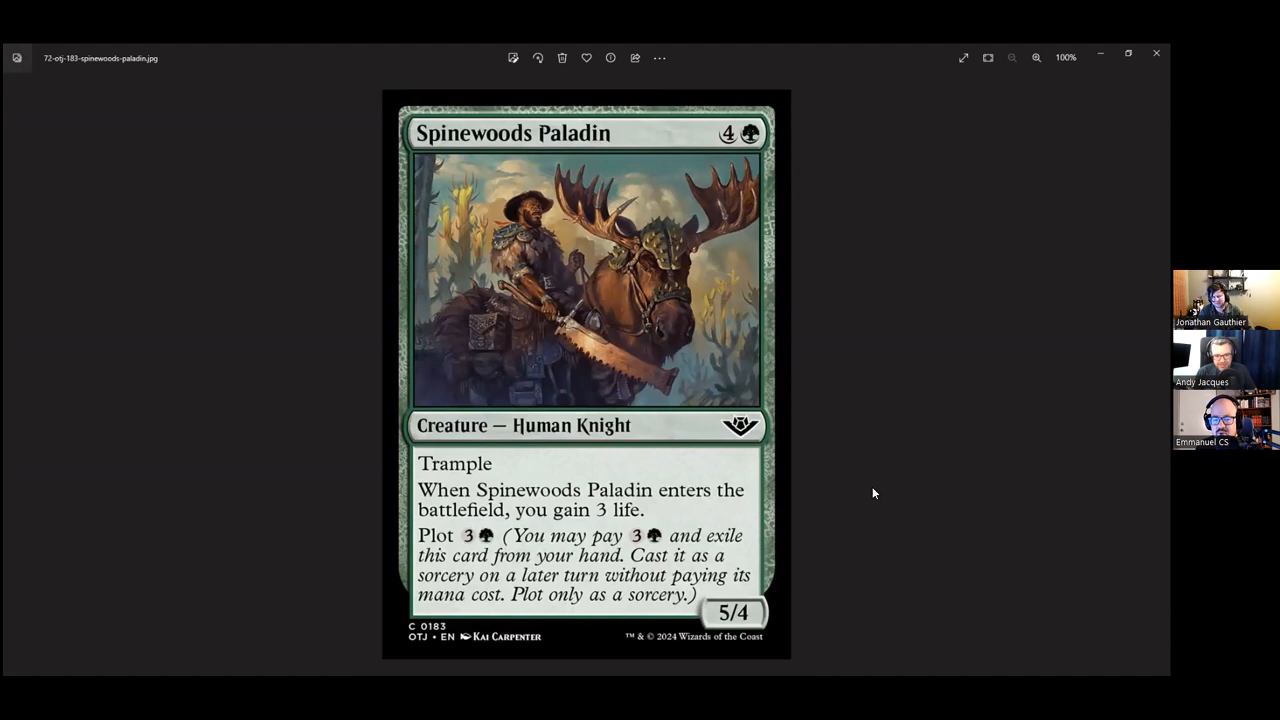 72-otj-183-spinewoods-paladin.jpg
100%
Spinewoods Paladin
4
Creature — Human Knight
Trample
When Spinewoods Paladin enters the
battlefield, you gain 3 life.
Plot 3 (You may pay 3 and exile
this card from your hand. Cast it as a
sorcery on a later turn without paying its
mana cost. Plot only as a sorcery.)
5/4
C 0183
OTJ • EN Kai Carpenter
™ & © 2024 Wizards of the Coast
Jonathan Gauthier
Andy Jacques
Emmanuel CS